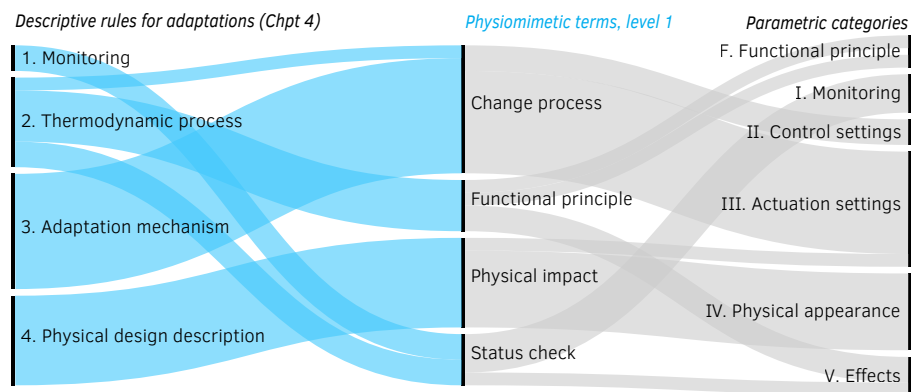 Descriptive rules for adaptations (Chpt 4)
Physiomimetic terms, level 1
Parametric categories
1. Monitoring
2. Thermodynamic process
3. Adaptation mechanism
4. Physical design description
Change process
Functional principle
Physical impact
Status check
F. Functional principle
I. Monitoring
II. Control settings
III. Actuation settings
IV. Physical appearance
V. Effects